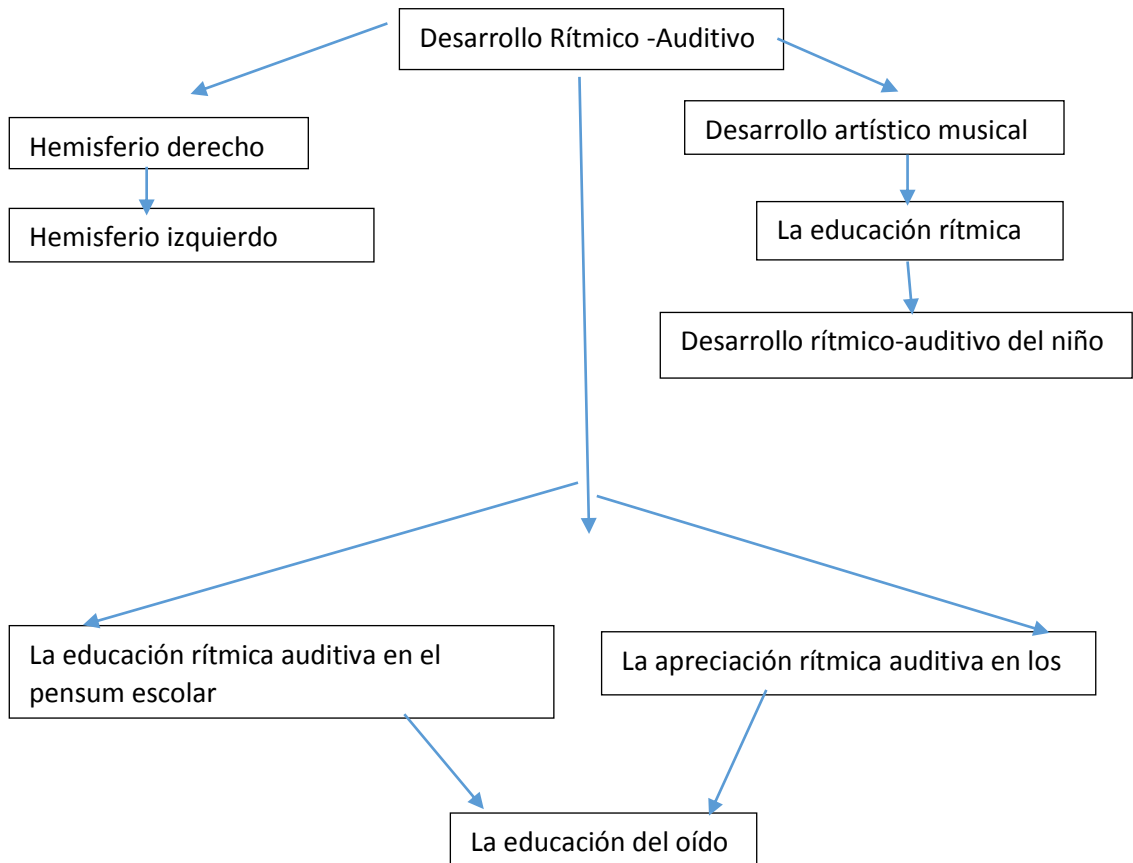 Desarrollo Rítmico -Auditivo
Hemisferio derecho
Desarrollo artístico musical
Hemisferio izquierdo
La educación rítmica
Desarrollo rítmico-auditivo del niño
La educación rítmica auditiva en el
pensum escolar
La apreciación rítmica auditiva en los
La educación del oído